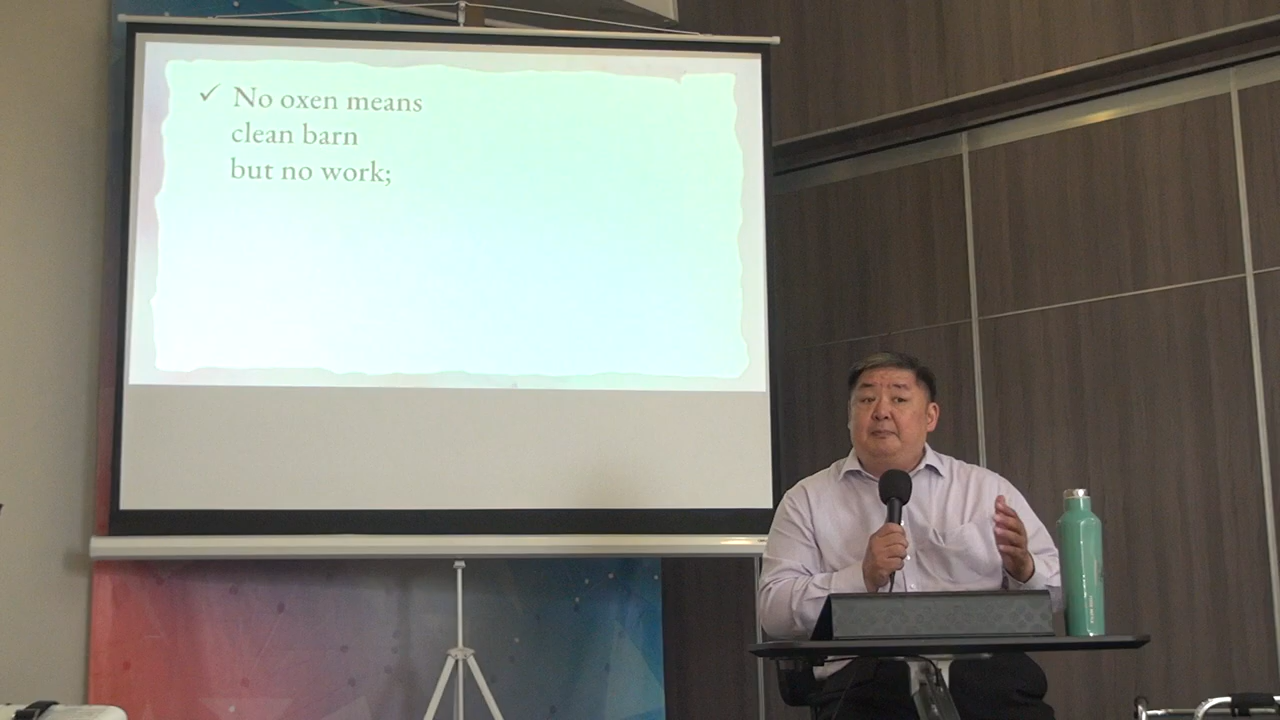 ✓ No oxen means
clean barn
but no work;